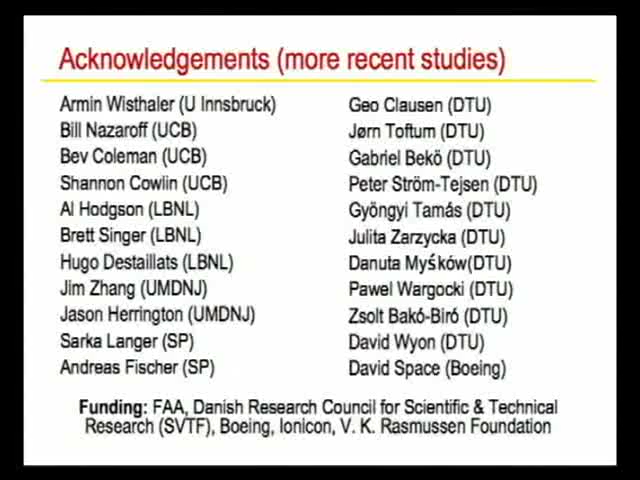 Acknowledgements (more recent studies)
Armin Wisthaler (U Innsbruck)
Bill Nazaroff (UCB)
Bev Coleman (UCB)
Shannon Cowlin (UCB)
Al Hodgson (LBNL)
Brett Singer (LBNL)
Hugo Destaillats (LBNL)
Jim Zhang (UMDNJ)
Jason Herrington (UMDNJ)
Sarka Langer (SP)
Andreas Fischer (SP)
Geo Clausen (DTU)
Jørn Toftum (DTU)
Gabriel Bekö (DTU)
Peter Ström-Tejsen (DTU)
Gyöngyi Tamás (DTU)
Julita Zarzycka (DTU)
Danuta Myśków(DTU)
Pawel Wargocki (DTU)
Zsolt Bakó-Biró (DTU)
David Wyon (DTU)
David Space (Boeing)
Funding: FAA, Danish Research Council for Scientific & Technical
Research (SVTF), Boeing, Ionicon, V. K. Rasmussen Foundation